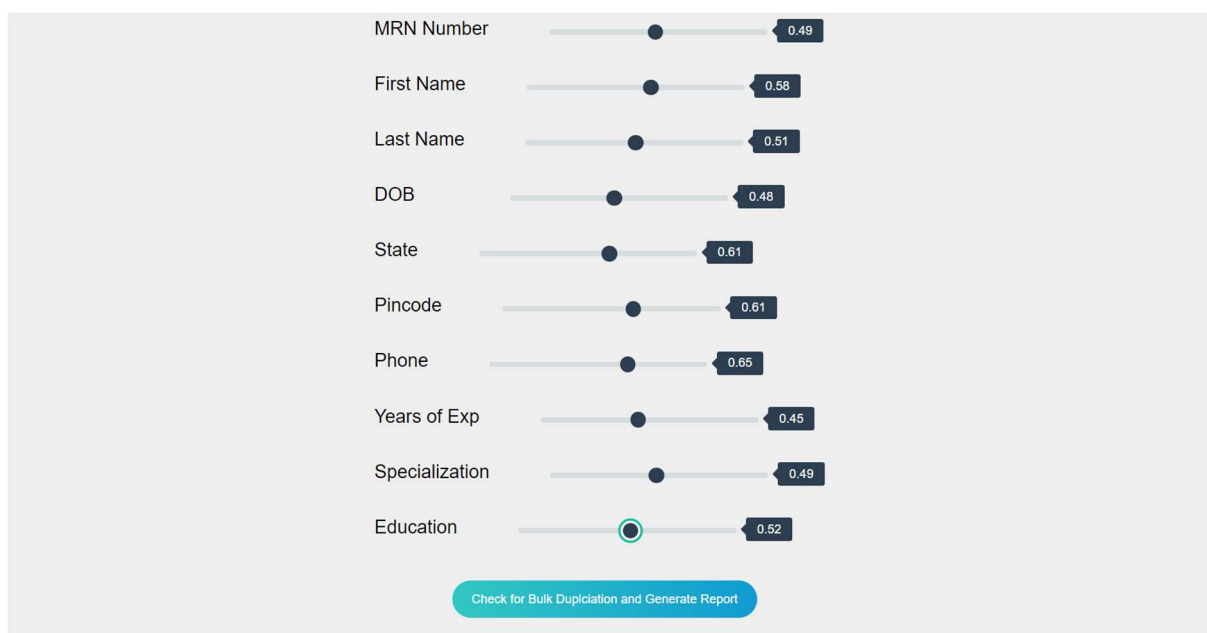 MRN Number 0.49
First Name 0.58
Last Name 0.51
DOB 0.48
State 0.61
Pincode 0.61
Phone 0.65
Years of Exp 0.45
Specialization 0.49
Education 0.52
Check for Bulk Duplciation and Generate Report